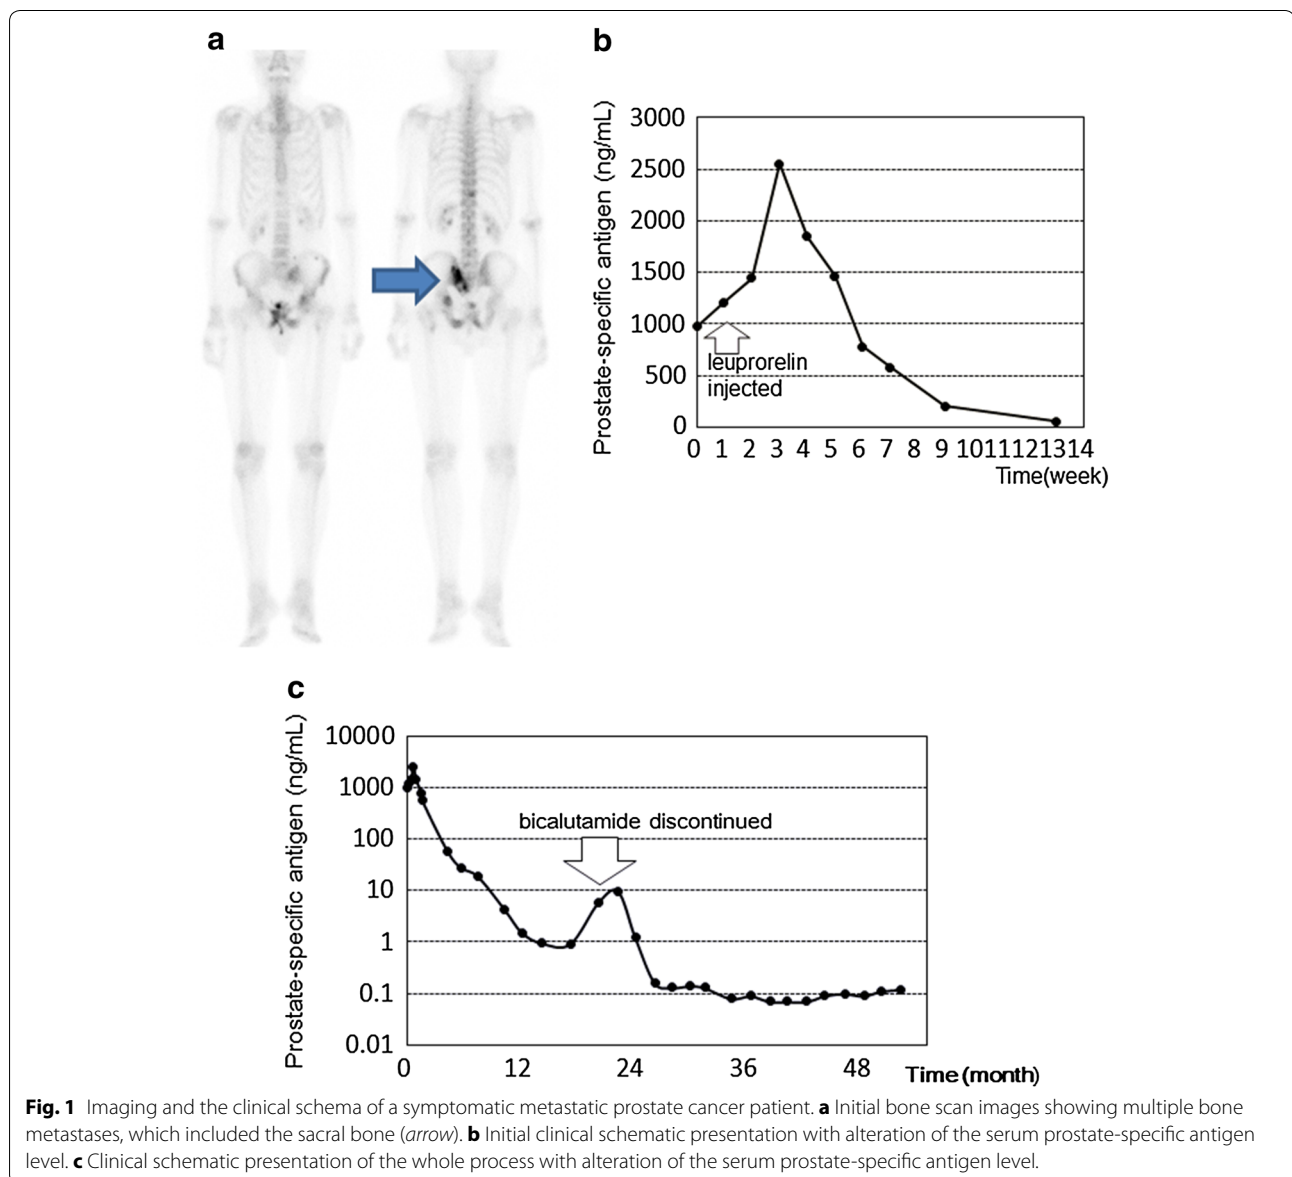 a
b
Prostate-specific antigen (ng/mL)
3000
2500
2000
1500
1000
500
0
leuprorelin
injected
0 1 2 3 4 5 6 7 8 9 10 11 12 13 14
Time(week)
c
Prostate-specific antigen (ng/mL)
10000
1000
100
10
1
0.1
0.01
bicalutamide discontinued
0 12 24 36 48
Time (month)
Fig. 1 Imaging and the clinical schema of a symptomatic metastatic prostate cancer patient. a Initial bone scan images showing multiple bone
metastases, which included the sacral bone (arrow). b Initial clinical schematic presentation with alteration of the serum prostate-specific antigen
level. c Clinical schematic presentation of the whole process with alteration of the serum prostate-specific antigen level.